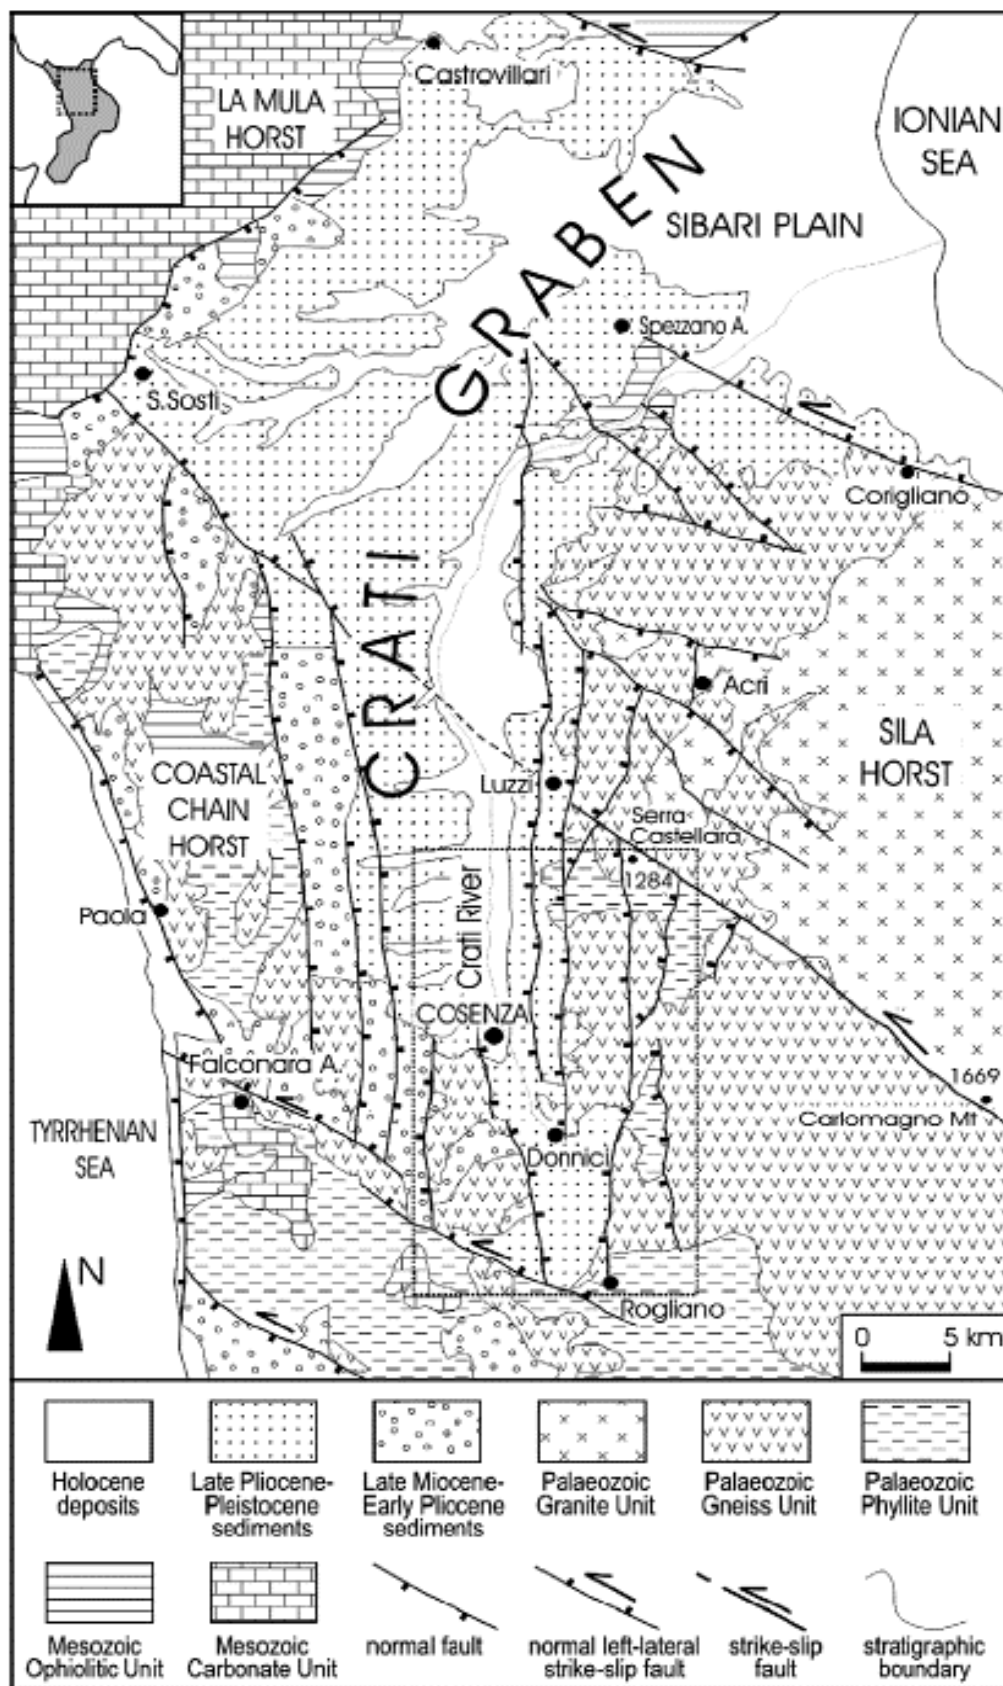 Castrovillari
LA MULA
HORST
IONIAN
SEA
SIBARI PLAIN
CRATI GRABEN
Spezzano A.
S.Sosti
Corigliano
Acri
SILA
HORST
COASTAL
CHAIN
HORST
Luzzi
Serra
Castellara
1284
Paola
Crati River
COSENZA
Falconara A.
1669
Carlomagno Mt
TYRRHENIAN
SEA
Donnici
N
Rogliano
0 5 km
Holocene
deposits
Late Pliocene-
Pleistocene
sediments
Late Miocene-
Early Pliocene
sediments
Palaeozoic
Granite Unit
Palaeozoic
Gneiss Unit
Palaeozoic
Phyllite Unit
Mesozoic
Ophiolitic Unit
Mesozoic
Carbonate Unit
normal fault
normal left-lateral
strike-slip fault
strike-slip
fault
stratigraphic
boundary